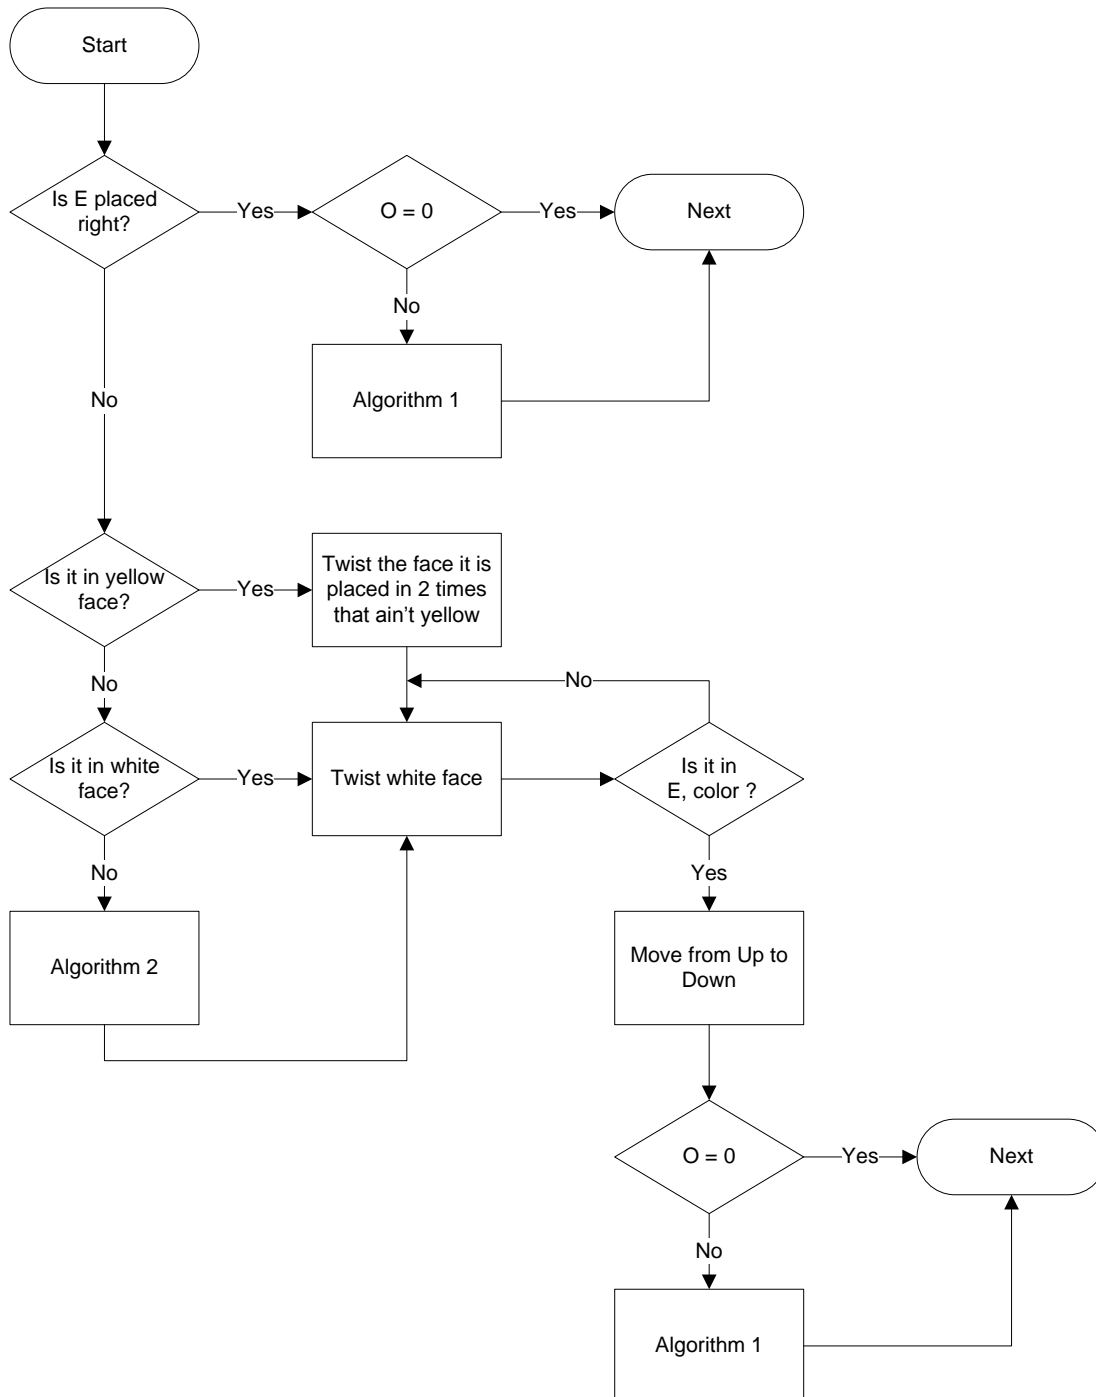 Start
Is E placed
right?
Yes
O = 0
Yes
Next
No
Algorithm 1
No
Is it in yellow
face?
Yes
Twist the face it is
placed in 2 times
that ain't yellow
No
No
Is it in white
face?
Yes
Twist white face
Is it in
E, color ?
No
Yes
Algorithm 2
Move from Up to
Down
O = 0
Yes
Next
No
Algorithm 1